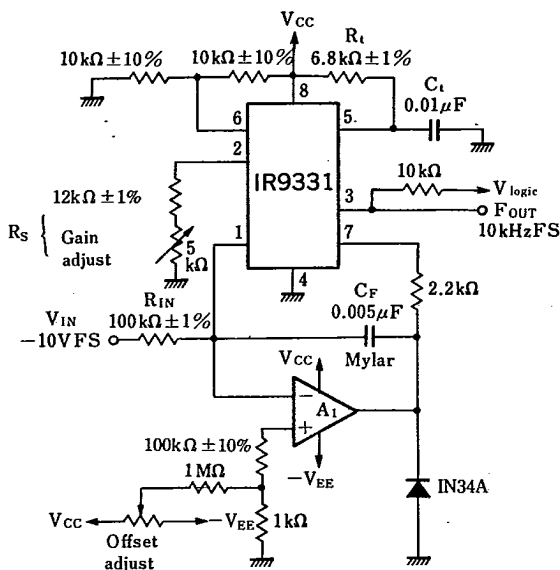 VCC
10kΩ±10%
10kΩ±10%
Rt
6.8kΩ±1%
8
6
5
Ct
0.01μF
2
IR9331
10kΩ
Vlogic
12kΩ±1%
3
FOUT
10kHzFS
RS
Gain
adjust
5
kΩ
1
7
4
2.2kΩ
VIN
-10VFS
RIN
100kΩ±1%
CF
0.005μF
Mylar
VCC
−
A1
+
100kΩ±10%
-VEE
1MΩ
IN34A
VCC
-VEE
1kΩ
Offset
adjust